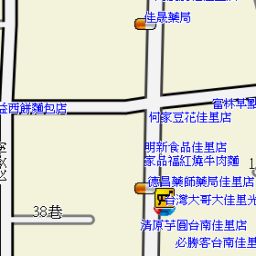 佳晟藥局
益西餅麵包店
富林早
何家豆花佳里店
明新食品佳里店
家品福紅燒牛肉麵
德昌藥師藥局佳里店
台灣大哥大佳里光
38巷
清原芋圓台南佳里店
必勝客台南佳里